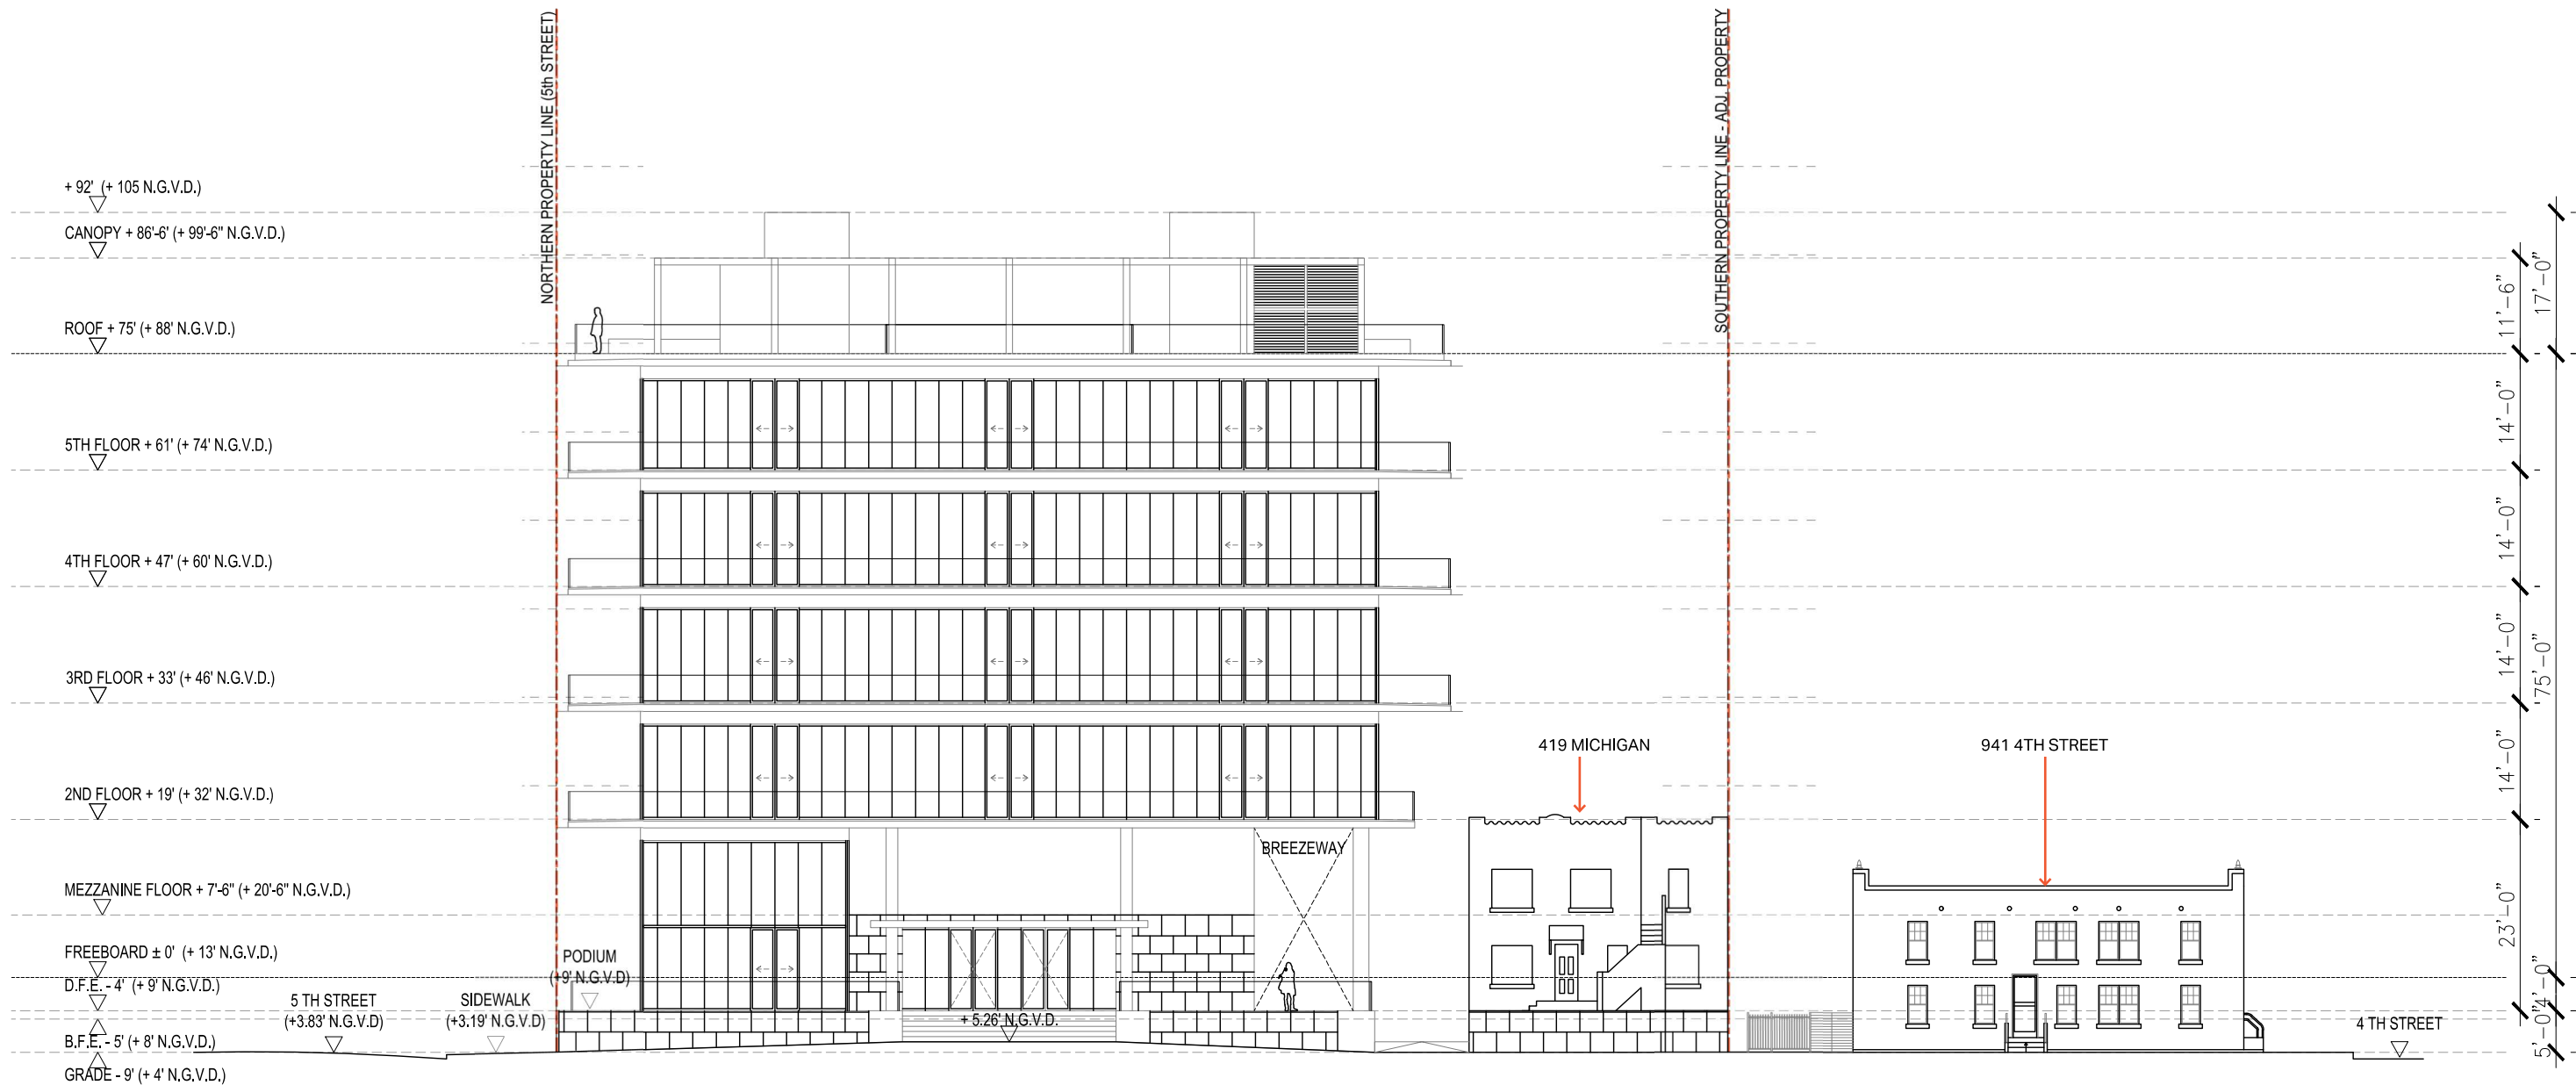 NORTHERN PROPERTY LINE (5th STREET)
SOUTHERN PROPERTY LINE - ADJ. PROPERTY
+ 92' (+ 105 N.G.V.D.)
CANOPY + 86'-6' (+ 99'-6" N.G.V.D.)
ROOF + 75' (+ 88' N.G.V.D.)
5TH FLOOR + 61' (+ 74' N.G.V.D.)
4TH FLOOR + 47' (+ 60' N.G.V.D.)
3RD FLOOR + 33' (+ 46' N.G.V.D.)
2ND FLOOR + 19' (+ 32' N.G.V.D.)
MEZZANINE FLOOR + 7'-6" (+ 20'-6" N.G.V.D.)
FREEBOARD ± 0' (+ 13' N.G.V.D.)
D.F.E. - 4' (+ 9' N.G.V.D.)
B.F.E. - 5' (+ 8' N.G.V.D.)
GRADE - 9' (+ 4' N.G.V.D.)
5 TH STREET
(+3.83' N.G.V.D)
SIDEWALK
(+3.19' N.G.V.D)
PODIUM
(+9' N.G.V.D)
+ 5.26' N.G.V.D.
BREEZEWAY
419 MICHIGAN
941 4TH STREET
4 TH STREET
11'-6"
17'-0"
14'-0"
14'-0"
14'-0"
14'-0"
75'-0"
23'-0"
4'-0"
5'-0"